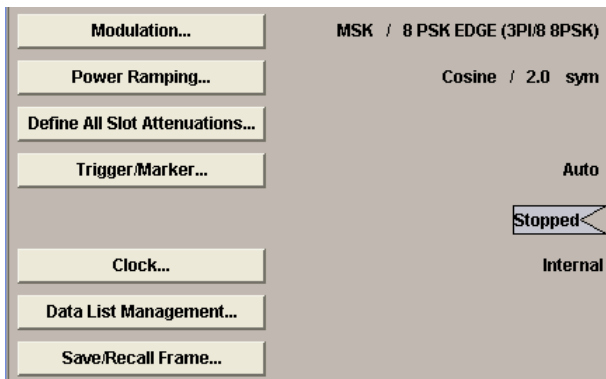 Modulation... MSK / 8 PSK EDGE (3PI/8 8PSK)
Power Ramping... Cosine / 2.0 sym
Define All Slot Attenuations...
Trigger/Marker... Auto
Stopped
Clock... Internal
Data List Management...
Save/Recall Frame...